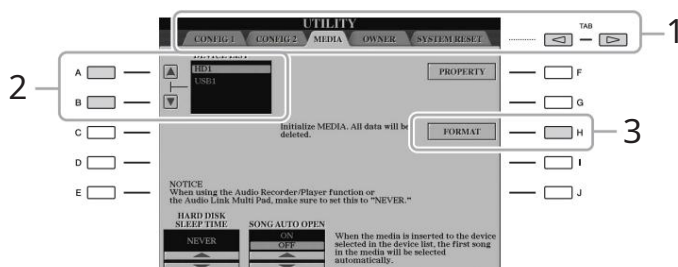 UTILITY
CONFIG 1 CONFIG 2 MEDIA OWNER SYSTEM RESET
TAB
1
DEVICE LIST
HD1
USB1
2
A
B
C
D
E
PROPERTY
F
G
Initialize MEDIA. All data will be
deleted.
FORMAT
H
3
I
J
NOTICE
When using the Audio Recorder/Player function or
the Audio Link Multi Pad, make sure to set this to "NEVER."
HARD DISK
SLEEP TIME
NEVER
SONG AUTO OPEN
ON
OFF
When the media is inserted to the device
selected in the device list, the first song
in the media will be selected
automatically.